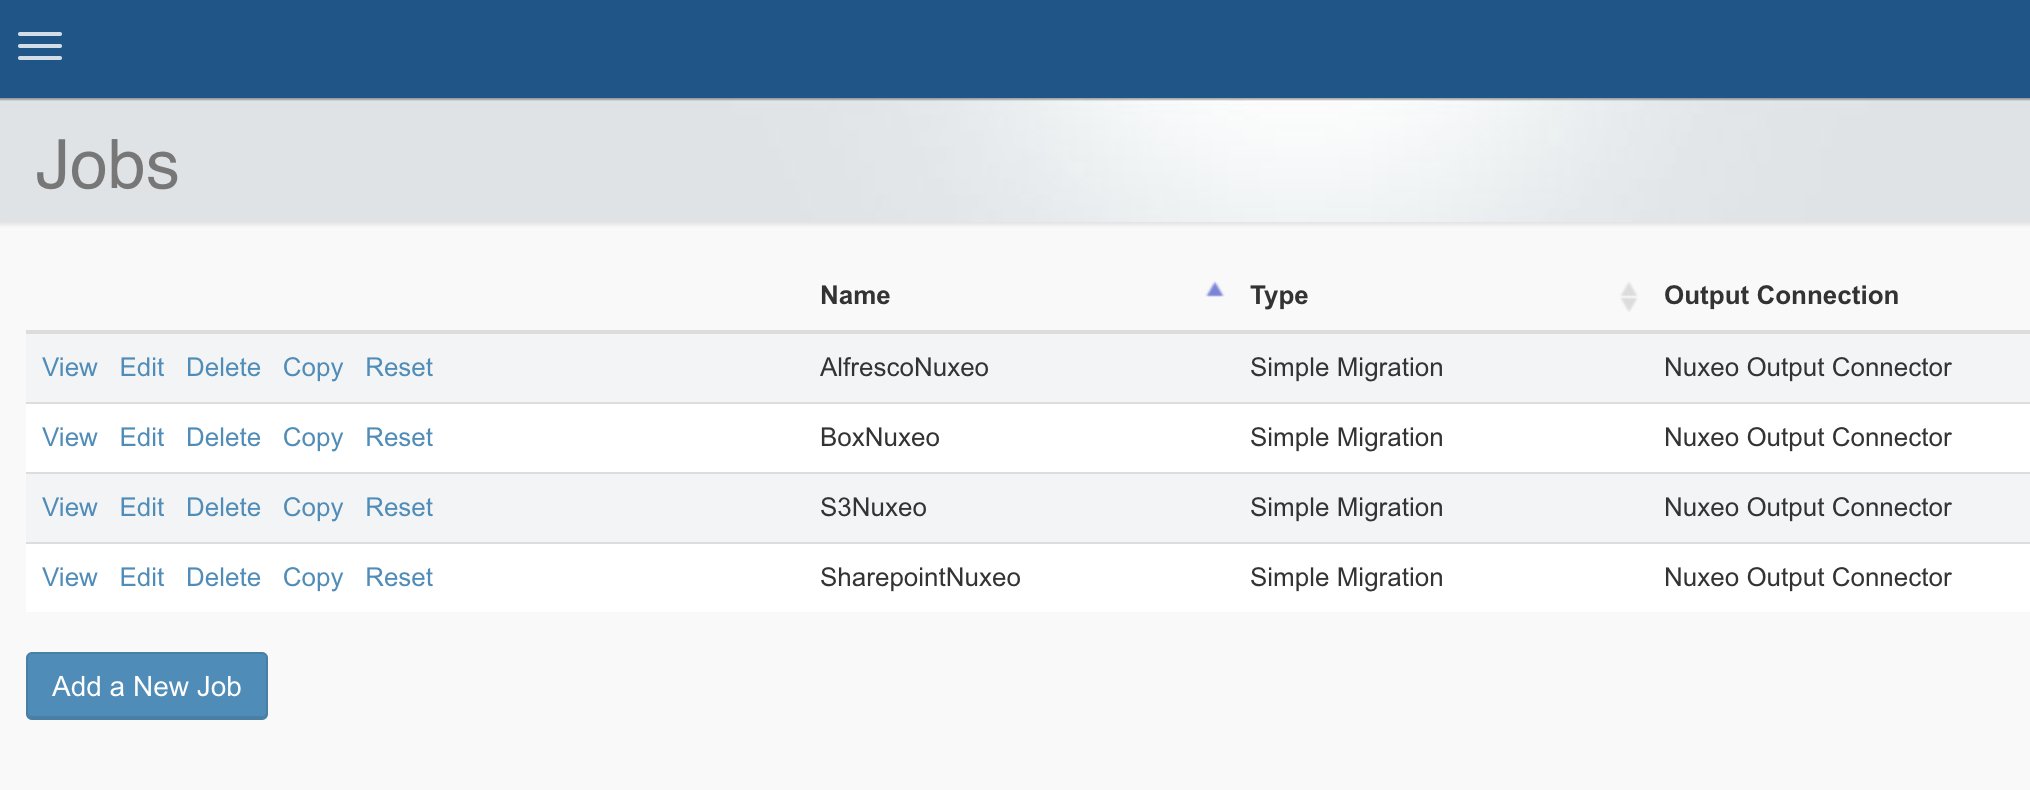 Jobs
Name Type Output Connection
View Edit Delete Copy Reset AlfrescoNuxeo Simple Migration Nuxeo Output Connector
View Edit Delete Copy Reset BoxNuxeo Simple Migration Nuxeo Output Connector
View Edit Delete Copy Reset S3Nuxeo Simple Migration Nuxeo Output Connector
View Edit Delete Copy Reset SharepointNuxeo Simple Migration Nuxeo Output Connector
Add a New Job